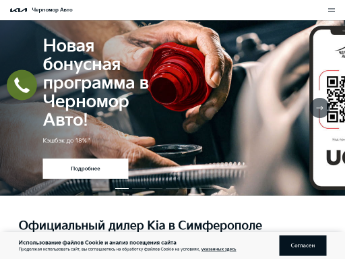 KIA Черномор Авто
Новая
бонусная
программа в
Черномор
Авто!
Кэшбэк до 18%*
Подробнее
Официальный дилер Kia в Симферополе
Использование файлов Cookie и анализ посещения сайта
Продолжая использовать сайт, вы соглашаетесь на обработку файлов Cookie на условиях, указанных здесь
Согласен